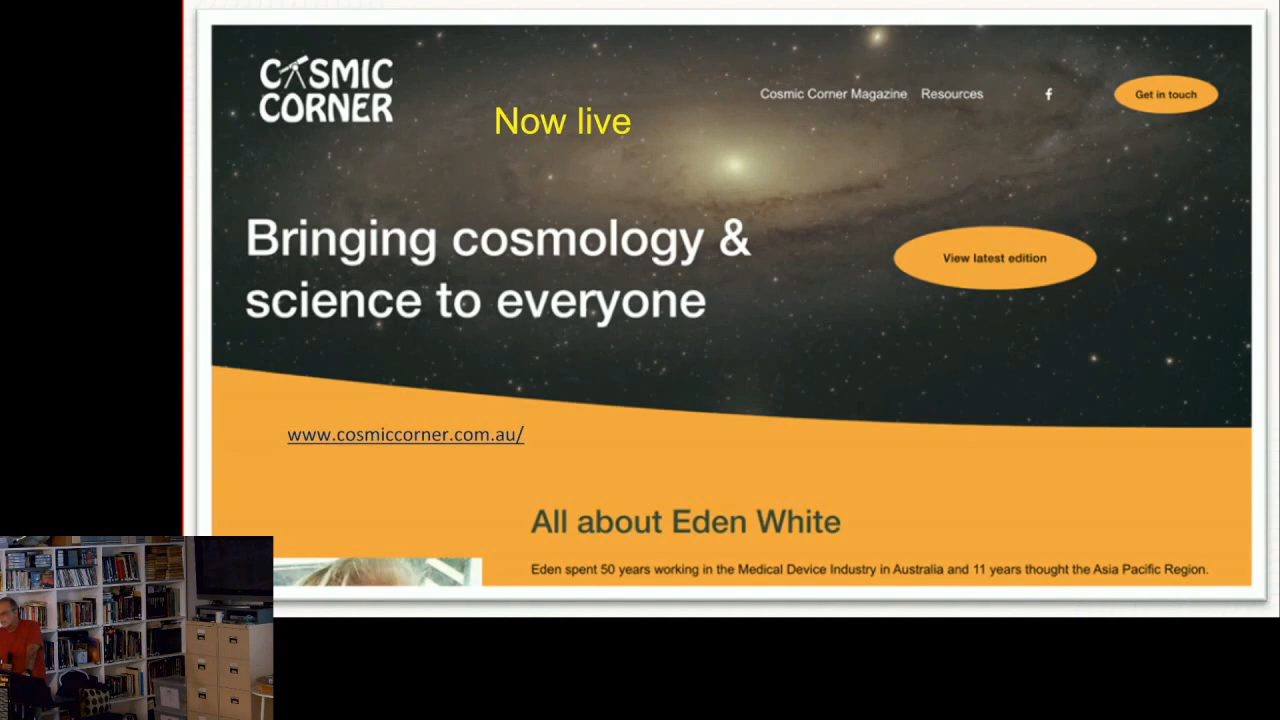 COSMIC
CORNER
Cosmic Corner Magazine Resources f Get in touch
Now live
Bringing cosmology &
science to everyone
View latest edition
www.cosmiccorner.com.au/
All about Eden White
Eden spent 50 years working in the Medical Device Industry in Australia and 11 years thought the Asia Pacific Region.